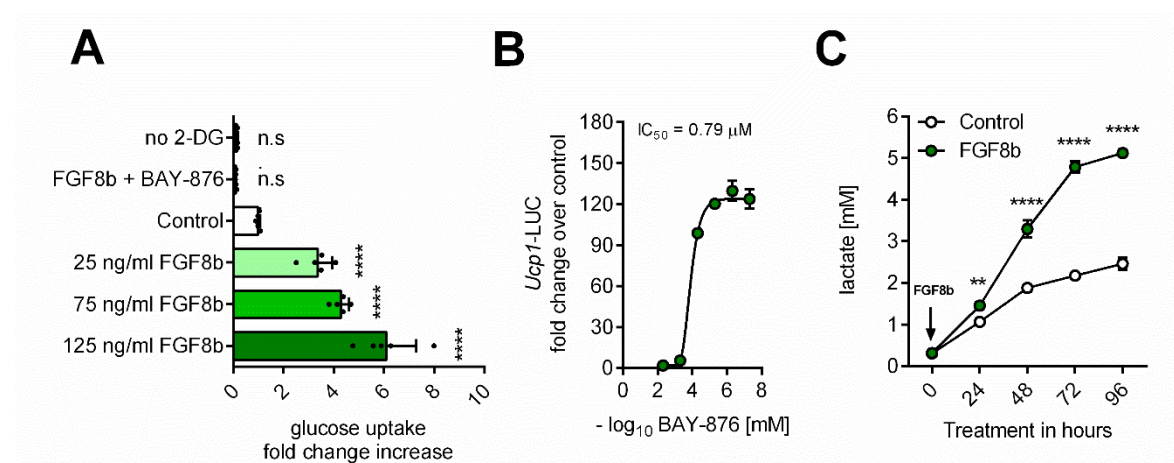 A
no 2-DG
n.s
FGF8b + BAY-876
n.s
Control
25 ng/ml FGF8b
****
75 ng/ml FGF8b
****
125 ng/ml FGF8b
****
0
2
4
6
8
10
glucose uptake
fold change increase
B
Ucp1-LUC
fold change over control
180
150
120
90
60
30
0
IC50 = 0.79 μM
0
2
4
6
8
- log10 BAY-876 [mM]
C
lactate [mM]
6
5
4
3
2
1
0
Control
FGF8b
FGF8b
**
****
****
****
0
24
48
72
96
Treatment in hours